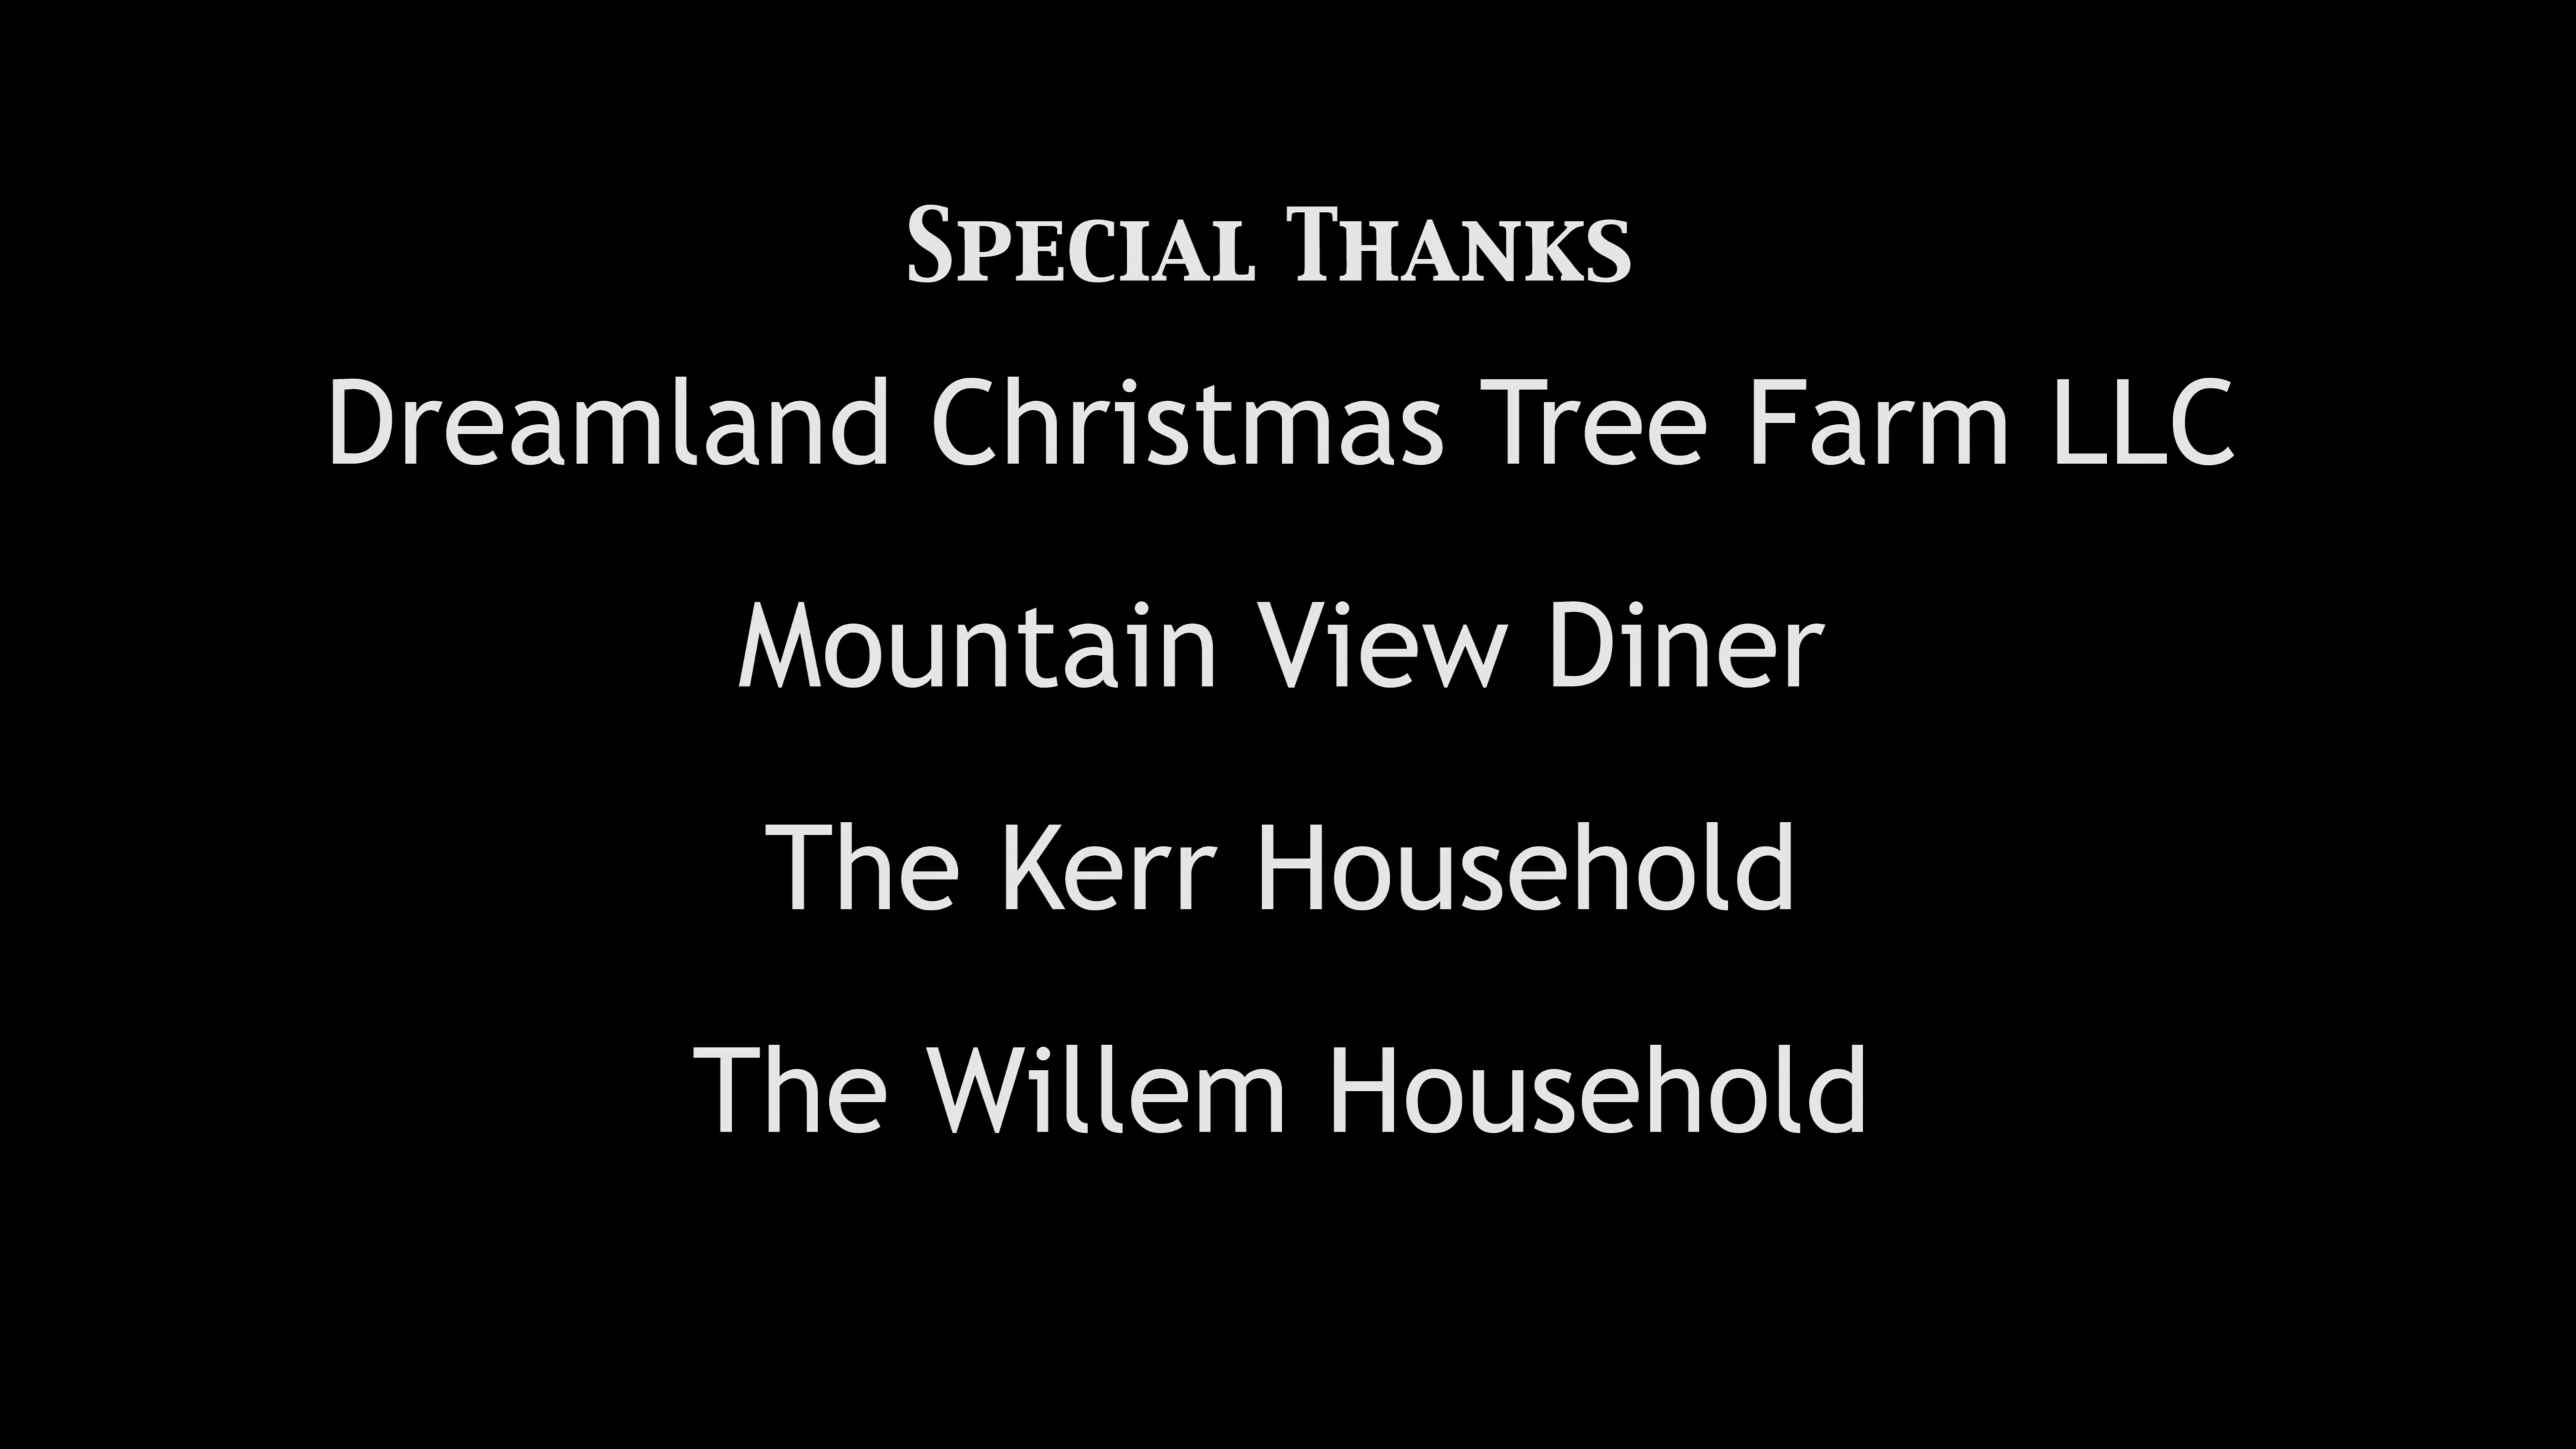 Special Thanks
Dreamland Christmas Tree Farm LLC
Mountain View Diner
The Kerr Household
The Willem Household